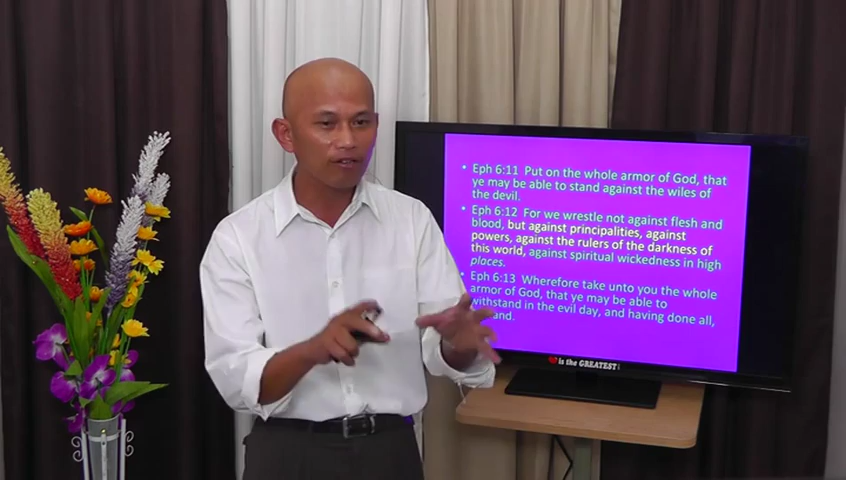 • Eph 6:11 Put on the whole armor of God, that
ye may be able to stand against the wiles of
the devil.
• Eph 6:12 For we wrestle not against flesh and
blood, but against principalities, against
powers, against the rulers of the darkness of
this world, against spiritual wickedness in high
places.
• Eph 6:13 Wherefore take unto you the whole
armor of God, that ye may be able to
withstand in the evil day, and having done all,
and.
is the GREATEST!